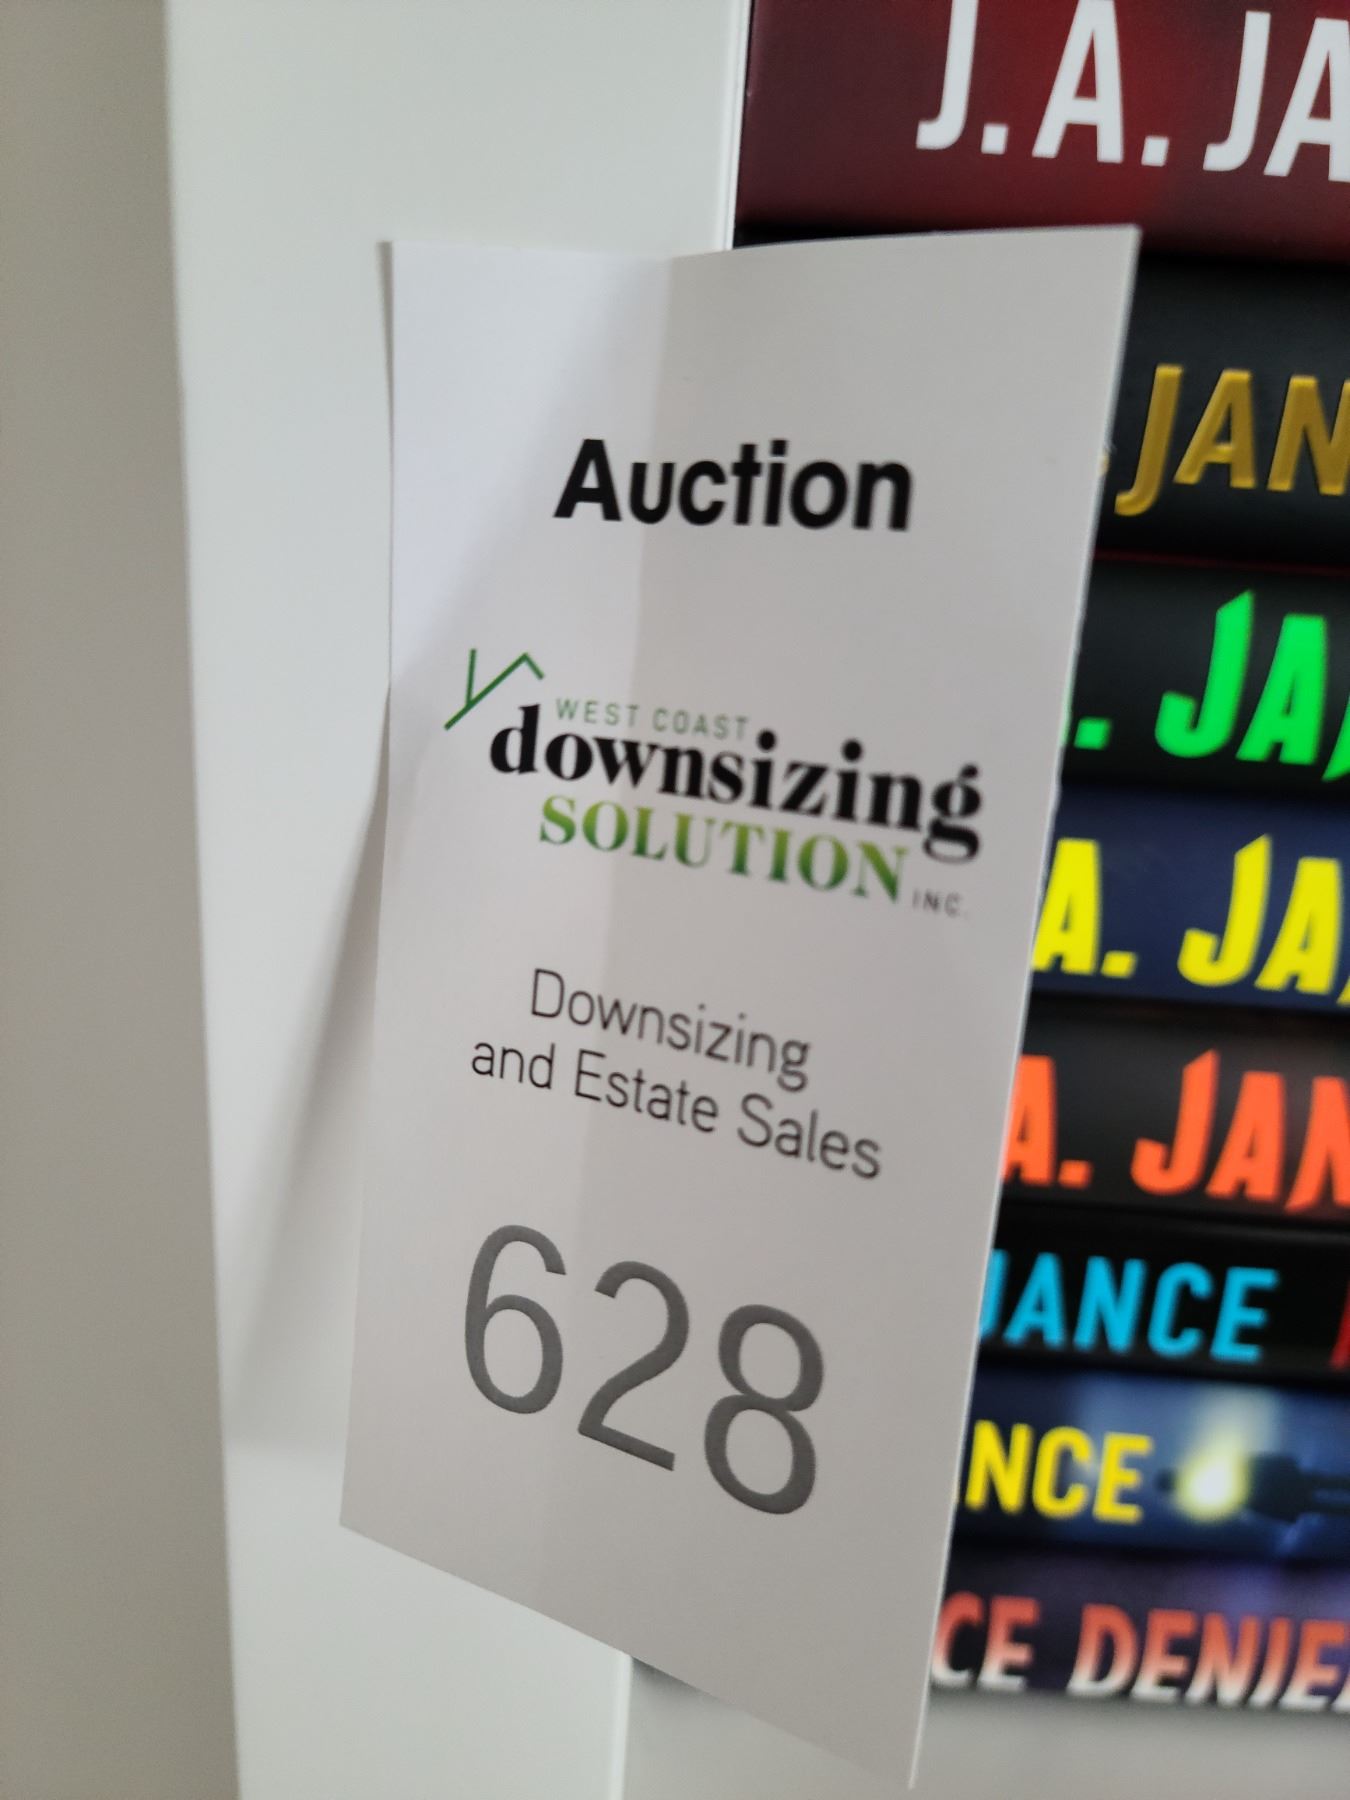 J. A. JA
Auction
WEST COAST
downsizing
SOLUTION INC.
Downsizing
and Estate Sales
628
JAN
. JA
A. JA
A. JAN
JANCE
NCE
CE DENIE